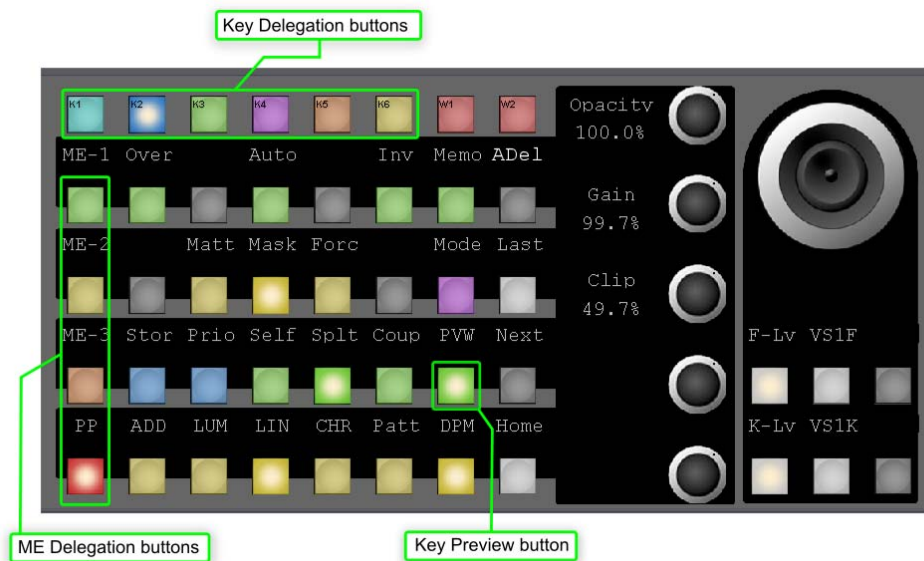 Key Delegation buttons
K1 K2 K3 K4 K5 K6 W1 W2
Opacity
100.0%
ME-1 Over Auto Inv Memo ADel
Gain
99.7%
ME-2 Matt Mask Forc Mode Last
Clip
49.7%
ME-3 Stor Prio Self Splt Coup PVW Next
F-Lv VS1F
PP ADD LUM LIN CHR Patt DPM Home
K-Lv VS1K
ME Delegation buttons
Key Preview button